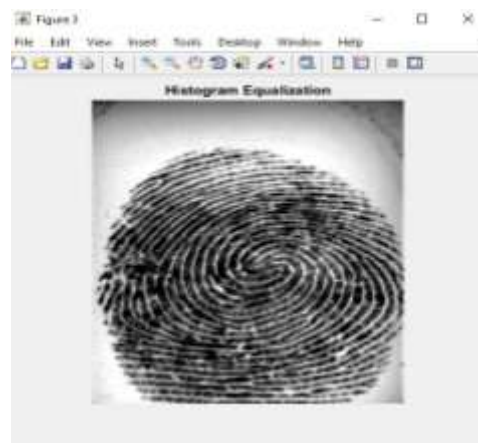 Figure 3
File Edit View Insert Tools Desktop Window Help
Histogram Equalization